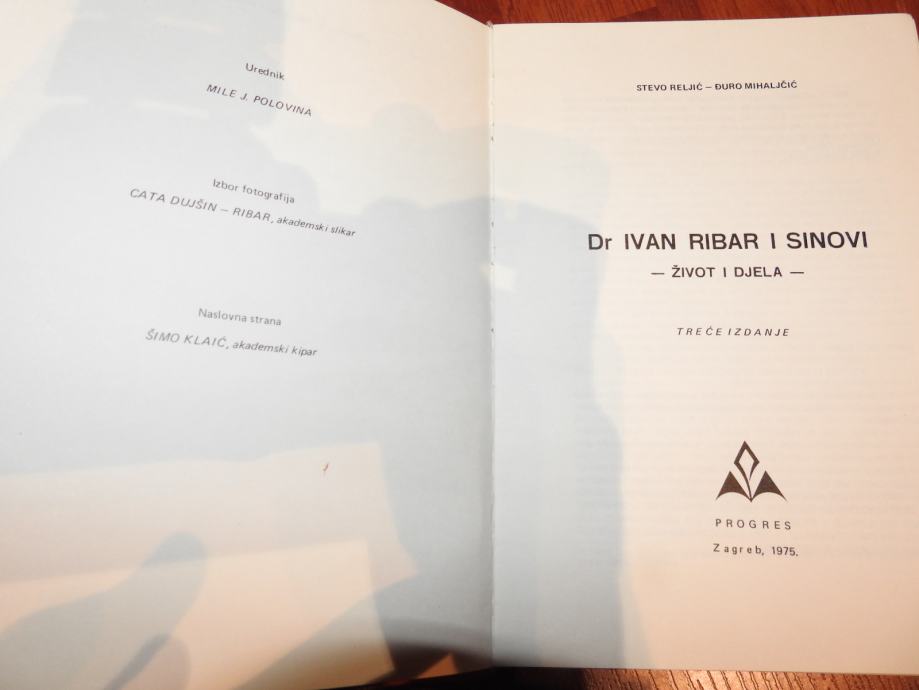 Urednik
MILE J. POLOVINA
Izbor fotografija
CATA DUJŠIN – RIBAR, akademski slikar
Naslovna strana
ŠIMO KLAIĆ, akademski kipar
STEVO RELJIĆ – ĐURO MIHALJČIĆ
Dr IVAN RIBAR I SINOVI
— ŽIVOT I DJELA —
TREĆE IZDANJE
PROGRES
Zagreb, 1975.